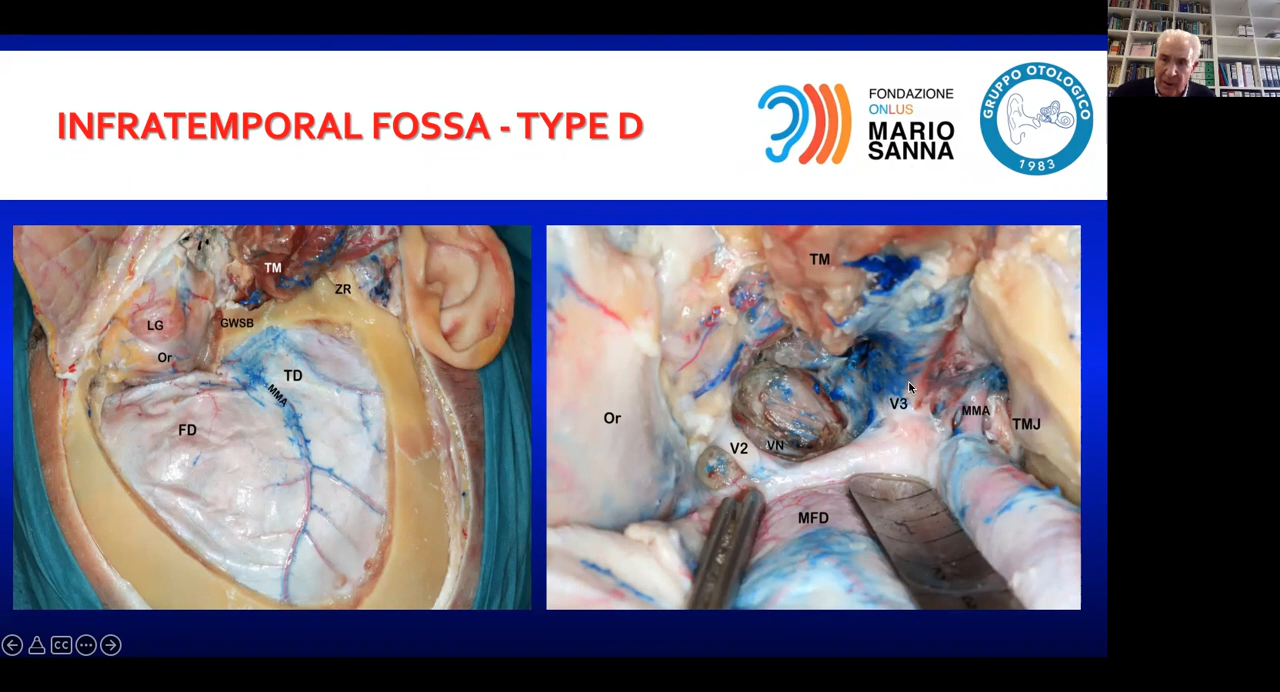 INFRATEMPORAL FOSSA - TYPE D
FONDAZIONE
ONLUS
MARIO
SANNA
GRUPPO OTOLOGICO
1983
TM
ZR
LG
GWSB
Or
TD
MMA
FD
TM
Or
V3
MMA
TMJ
V2
VN
MFD
CC